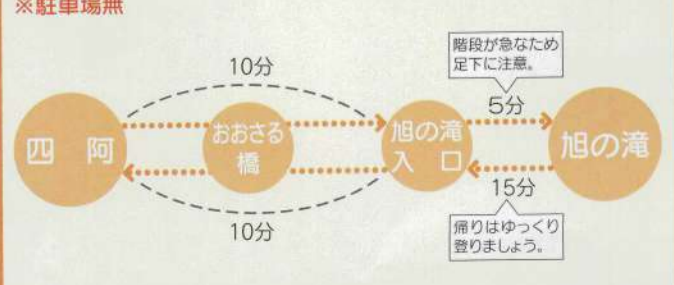 ※駐車場無
10分
階段が急なため
足下に注意。
5分
四 阿
おおさる
橋
旭の滝
入 口
旭の滝
10分
15分
帰りはゆっくり
登りましょう。